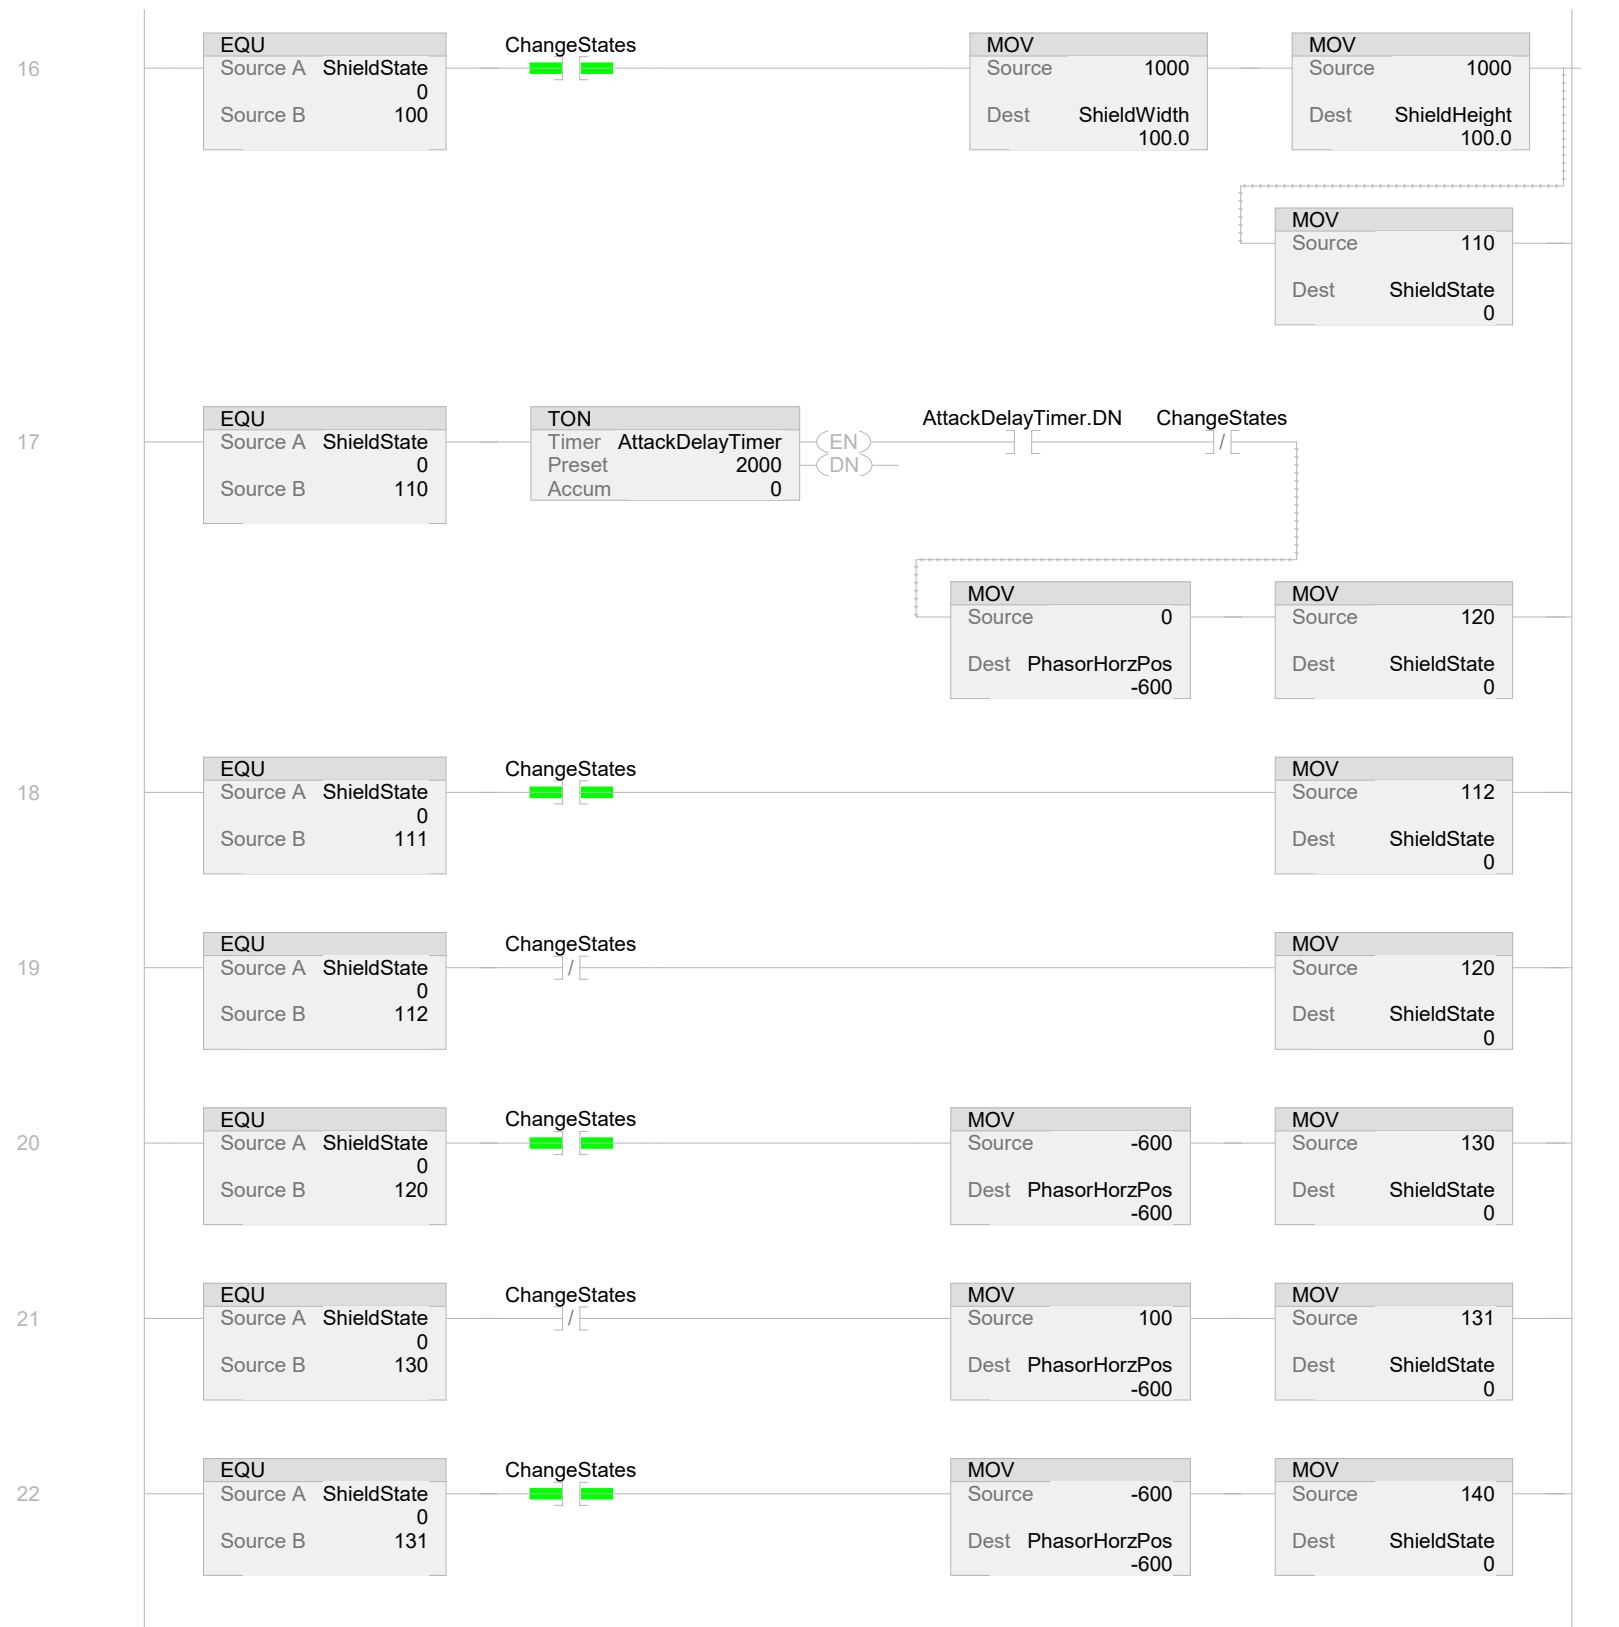 EQU
ChangeStates
MOV
MOV
16
Source A ShieldState
Source 1000
Source 1000
0
Source B 100
Dest ShieldWidth
Dest ShieldHeight
100.0
100.0
MOV
Source 110
Dest ShieldState
0
EQU
TON
AttackDelayTimer.DN
ChangeStates
17
Source A ShieldState
Timer AttackDelayTimer
EN
0
Preset 2000
DN
Source B 110
Accum 0
MOV
MOV
Source 0
Source 120
Dest PhasorHorzPos
Dest ShieldState
-600
0
EQU
ChangeStates
MOV
18
Source A ShieldState
Source 112
0
Source B 111
Dest ShieldState
0
EQU
ChangeStates
MOV
19
Source A ShieldState
/
Source 120
0
Source B 112
Dest ShieldState
0
EQU
ChangeStates
MOV
MOV
20
Source A ShieldState
Source -600
Source 130
0
Source B 120
Dest PhasorHorzPos
Dest ShieldState
-600
0
EQU
ChangeStates
MOV
MOV
21
Source A ShieldState
/
Source 100
Source 131
0
Source B 130
Dest PhasorHorzPos
Dest ShieldState
-600
0
EQU
ChangeStates
MOV
MOV
22
Source A ShieldState
Source -600
Source 140
0
Source B 131
Dest PhasorHorzPos
Dest ShieldState
-600
0